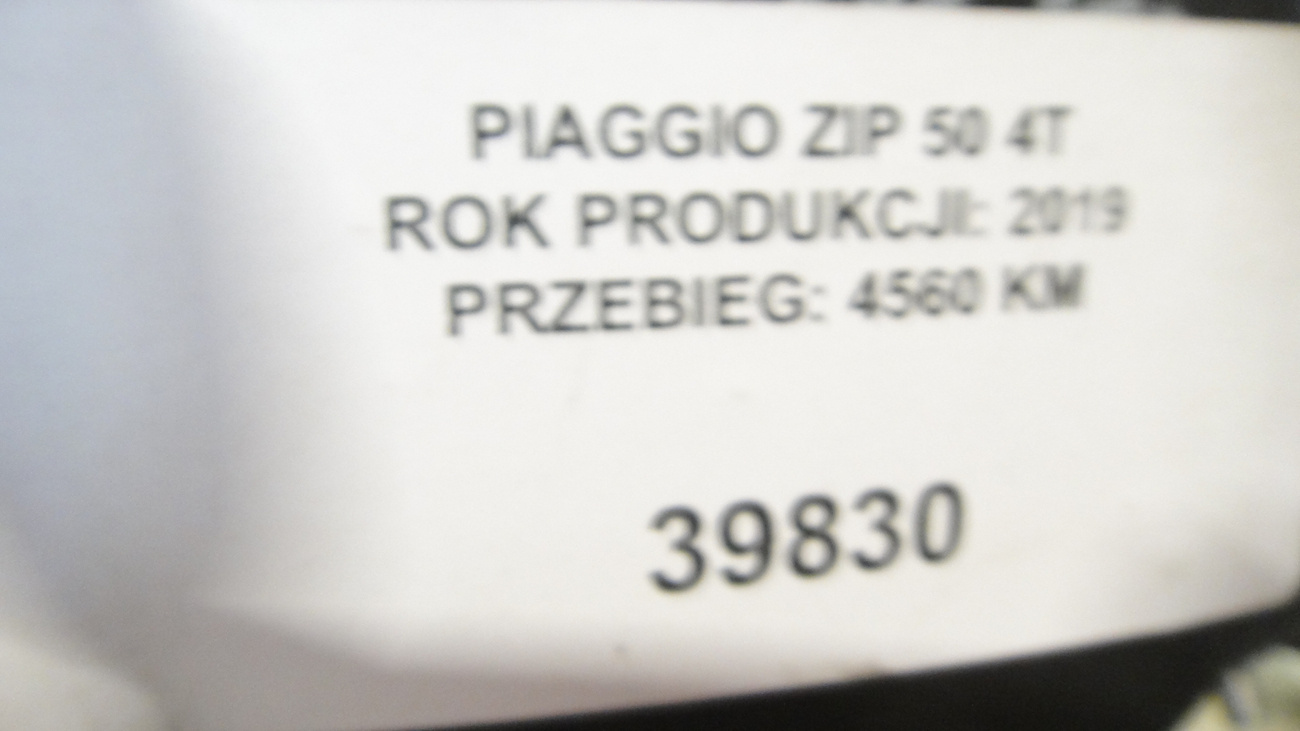 PIAGGIO ZIP 50 4T
ROK PRODUKCJI: 2019
PRZEBIEG: 4560 KM
39830